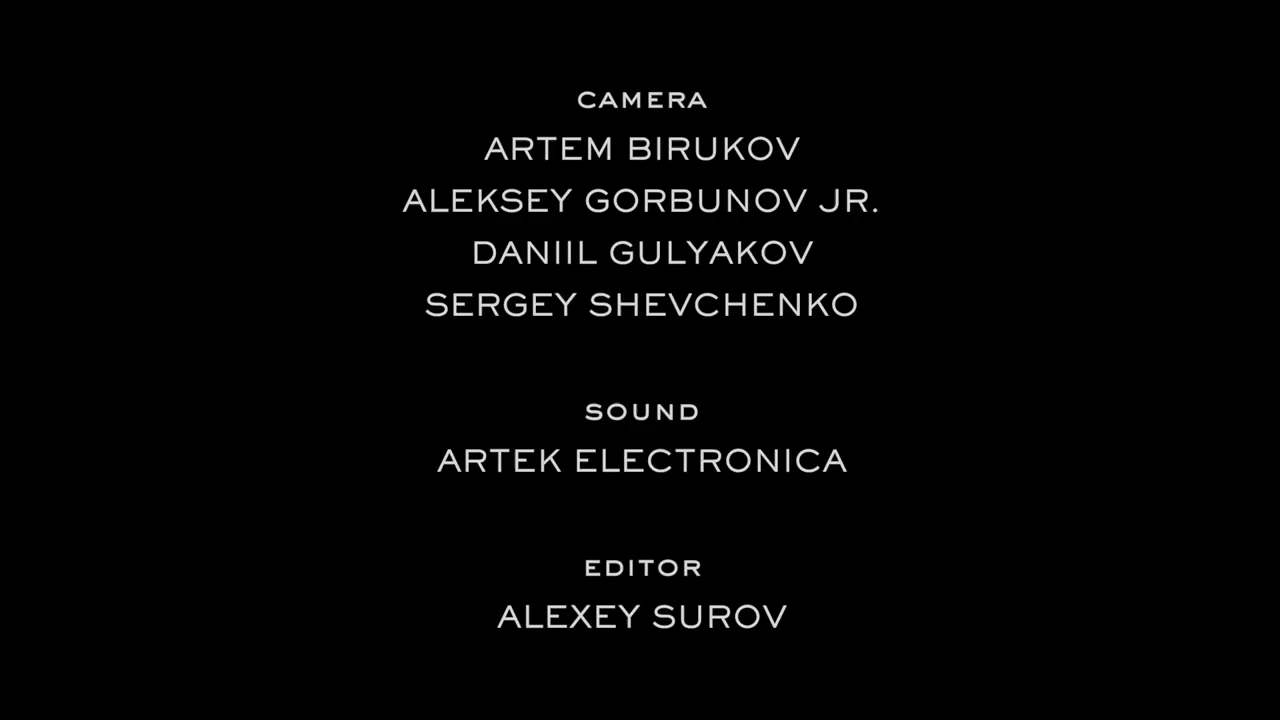 CAMERA
ARTEM BIRUKOV
ALEKSEY GORBUNOV JR.
DANIIL GULYAKOV
SERGEY SHEVCHENKO
SOUND
ARTEK ELECTRONICA
EDITOR
ALEXEY SUROV